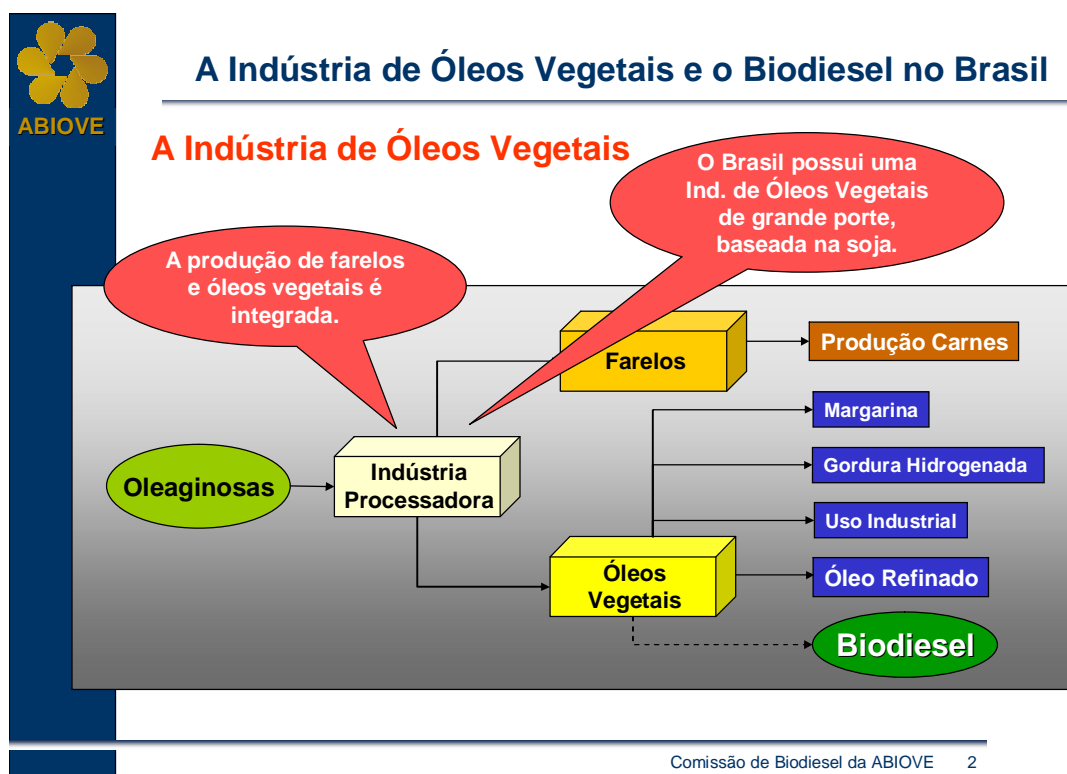 A Indústria de Óleos Vegetais e o Biodiesel no Brasil
ABIOVE
A Indústria de Óleos Vegetais
O Brasil possui uma
Ind. de Óleos Vegetais
de grande porte,
baseada na soja.
A produção de farelos
e óleos vegetais é
integrada.
Farelos
Produção Carnes
Margarina
Oleaginosas
Indústria
Processadora
Gordura Hidrogenada
Uso Industrial
Óleos
Vegetais
Óleo Refinado
Biodiesel
Comissão de Biodiesel da ABIOVE 2